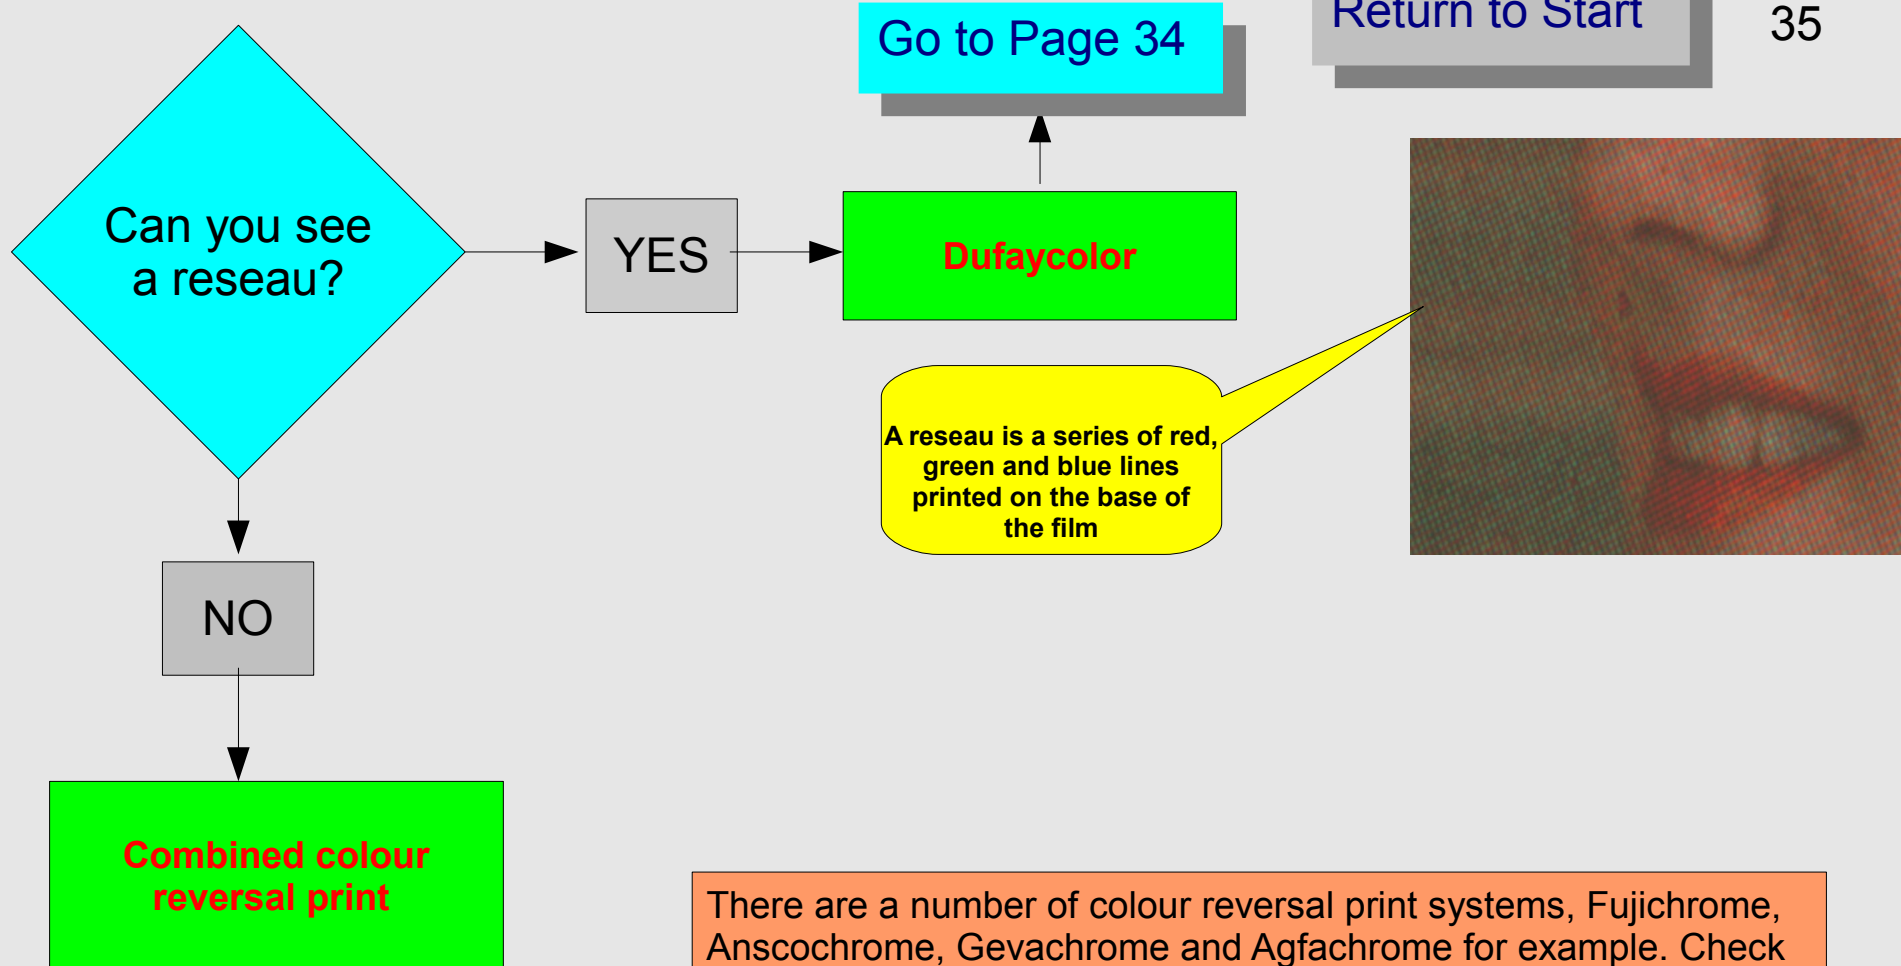 Go to Page 34
Return to Start
35
Can you see
a reseau?
YES
Dufaycolor
A reseau is a series of red,
green and blue lines
printed on the base of
the film
NO
Combined colour
reversal print
There are a number of colour reversal print systems, Fujichrome,
Anscochrome, Gevachrome and Agfachrome for example. Check